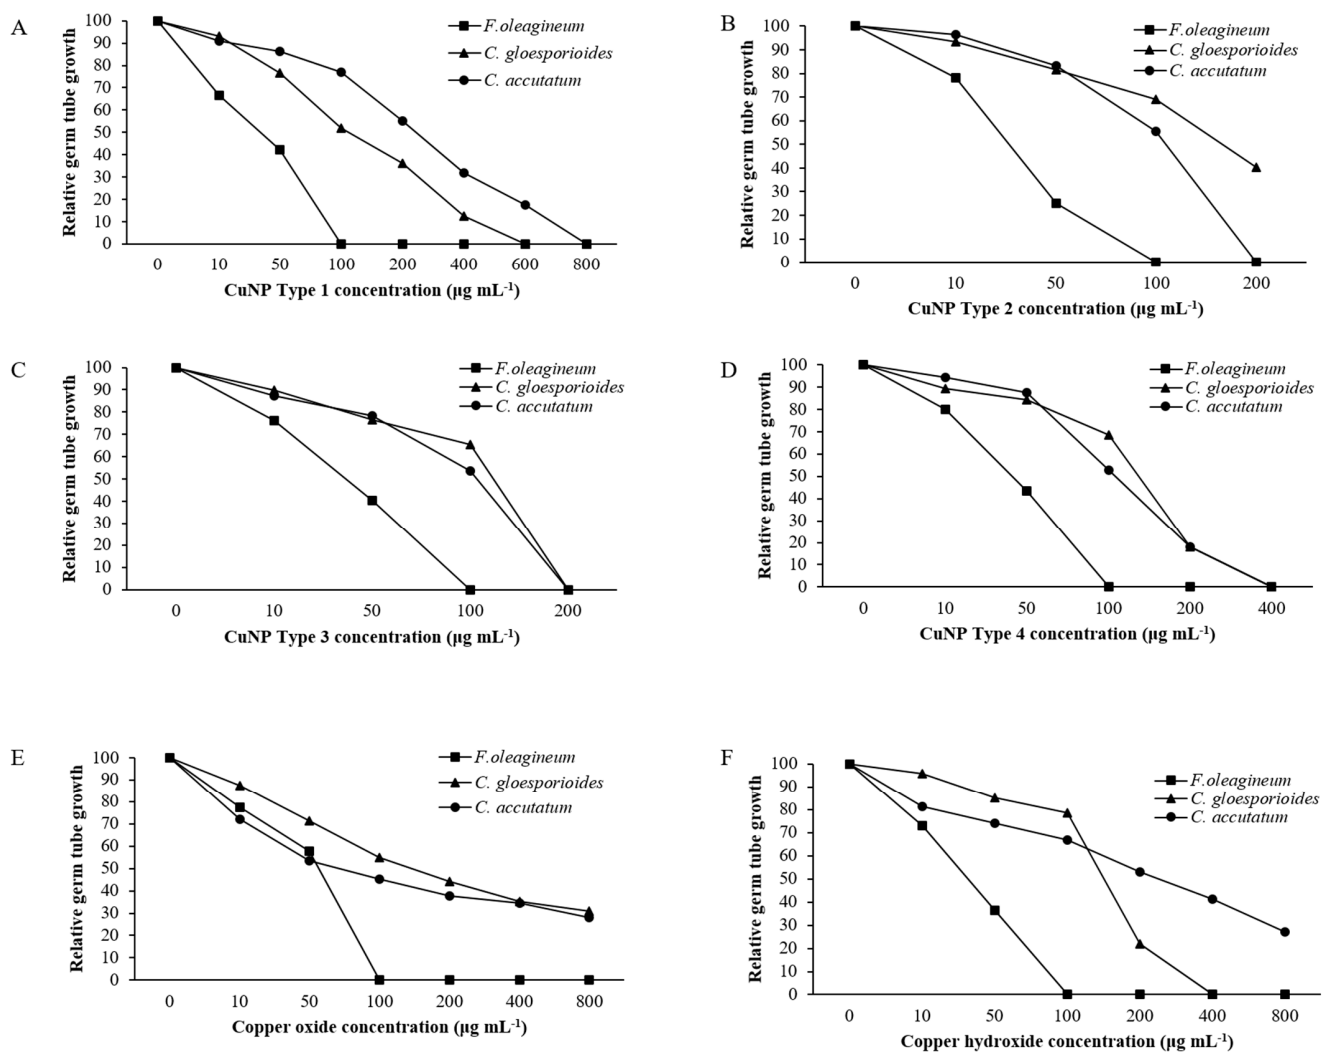 A
Relative germ tube growth
100
90
80
70
60
50
40
30
20
10
0
F.oleagineum
C. gloesporioides
C. accutatum
0 10 50 100 200 400 600 800
CuNP Type 1 concentration (μg mL-1)
B
Relative germ tube growth
100
90
80
70
60
50
40
30
20
10
0
F.oleagineum
C. gloesporioides
C. accutatum
0 10 50 100 200
CuNP Type 2 concentration (μg mL-1)
C
Relative germ tube growth
100
90
80
70
60
50
40
30
20
10
0
F.oleagineum
C. gloesporioides
C. accutatum
0 10 50 100 200
CuNP Type 3 concentration (μg mL-1)
D
Relative germ tube growth
100
90
80
70
60
50
40
30
20
10
0
F.oleagineum
C. gloesporioides
C. accutatum
0 10 50 100 200 400
CuNP Type 4 concentration (μg mL-1)
E
Relative germ tube growth
100
90
80
70
60
50
40
30
20
10
0
F.oleagineum
C. gloesporioides
C. accutatum
0 10 50 100 200 400 800
Copper oxide concentration (μg mL-1)
F
Relative germ tube growth
100
90
80
70
60
50
40
30
20
10
0
F.oleagineum
C. gloesporioides
C. accutatum
0 10 50 100 200 400 800
Copper hydroxide concentration (μg mL-1)